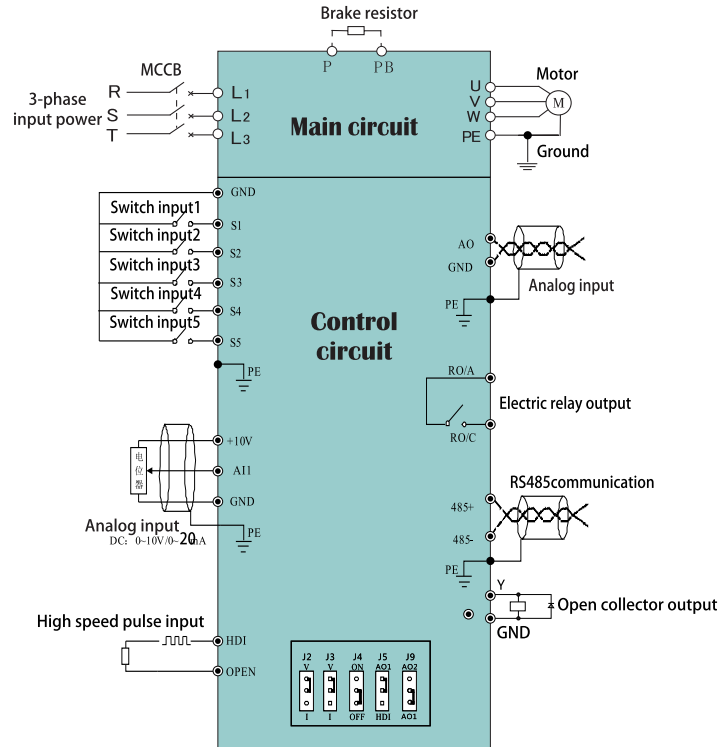 Brake resistor
P PB
MCCB
3-phase
input power
R
S
T
L1
L2
L3
Main circuit
U
V
W
PE
Motor
M
Ground
GND
Switch input1
S1
Switch input2
S2
Switch input3
S3
Switch input4
S4
Switch input5
S5
PE
Control
circuit
AO
GND
Analog input
PE
RO/A
Electric relay output
RO/C
+10V
电位器
AI1
GND
Analog input
DC: 0~10V/0~20mA
PE
RS485communication
485+
485-
PE
Y
Open collector output
GND
High speed pulse input
HDI
OPEN
J2 J3 J4 J5 J9
V V ON AO1 AO2
I I OFF HDI AO1